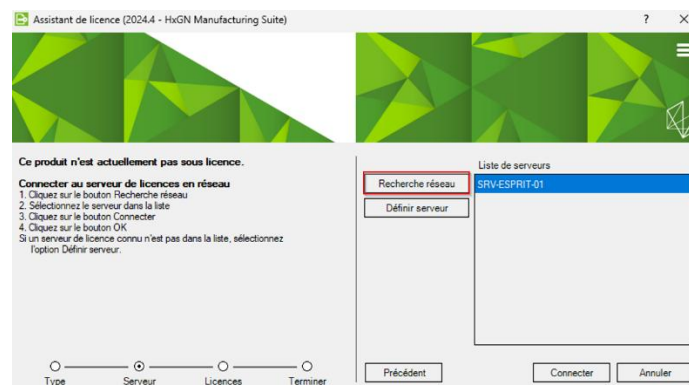 Assistant de licence (2024.4 - HxGN Manufacturing Suite)
Ce produit n'est actuellement pas sous licence.
Connecter au serveur de licences en réseau
1. Cliquez sur le bouton Recherche réseau
2. Sélectionnez le serveur dans la liste
3. Cliquez sur le bouton Connecter
4. Cliquez sur le bouton OK
Si un serveur de licence connu n'est pas dans la liste, sélectionnez
l'option Définir serveur.
Type
Serveur
Licences
Terminer
Liste de serveurs
Recherche réseau
SRV-ESPRIT-01
Définir serveur
Précédent
Connecter
Annuler